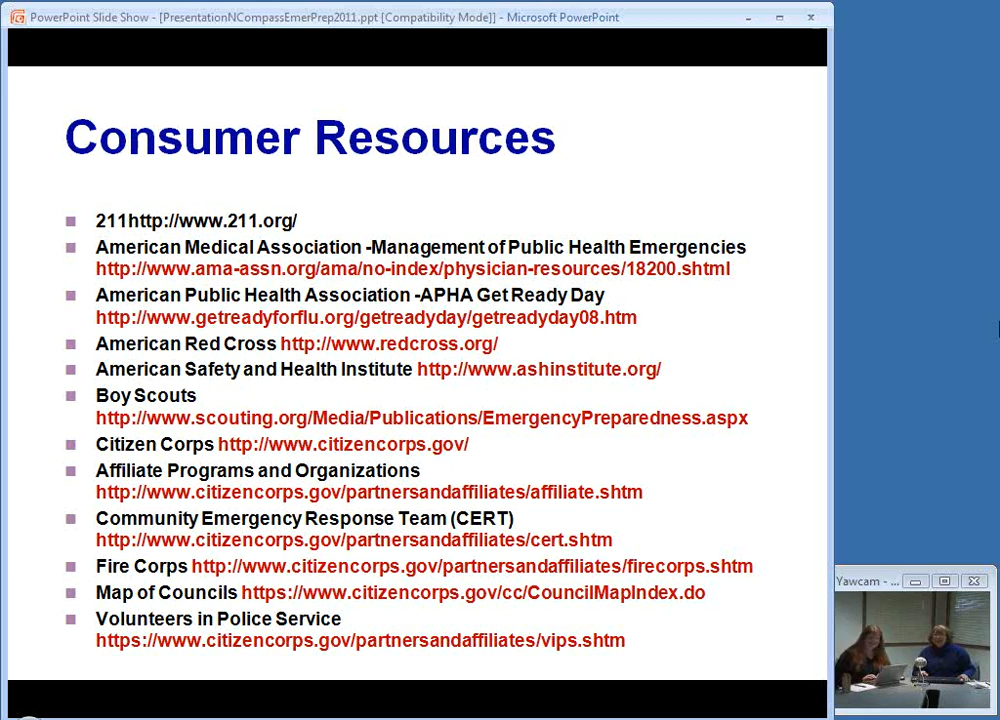 PowerPoint Slide Show - [PresentationNCompassEmerPrep2011.ppt [Compatibility Mode]] - Microsoft PowerPoint
Consumer Resources
211http://www.211.org/
American Medical Association -Management of Public Health Emergencies
http://www.ama-assn.org/ama/no-index/physician-resources/18200.shtml
American Public Health Association -APHA Get Ready Day
http://www.getreadyforflu.org/getreadyday/getreadyday08.htm
American Red Cross http://www.redcross.org/
American Safety and Health Institute http://www.ashinstitute.org/
Boy Scouts
http://www.scouting.org/Media/Publications/EmergencyPreparedness.aspx
Citizen Corps http://www.citizencorps.gov/
Affiliate Programs and Organizations
http://www.citizencorps.gov/partnersandaffiliates/affiliate.shtm
Community Emergency Response Team (CERT)
http://www.citizencorps.gov/partnersandaffiliates/cert.shtm
Fire Corps http://www.citizencorps.gov/partnersandaffiliates/firecorps.shtm
Map of Councils https://www.citizencorps.gov/cc/CouncilMapIndex.do
Volunteers in Police Service
https://www.citizencorps.gov/partnersandaffiliates/vips.shtm
Yawcam - ...